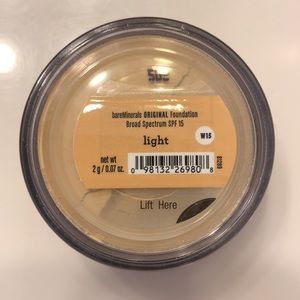 bareMinerals ORIGINAL Foundation
Broad Spectrum SPF 15
light
W15
net wt
2 g / 0.07 oz.
0 98132 26980 8
Lift Here